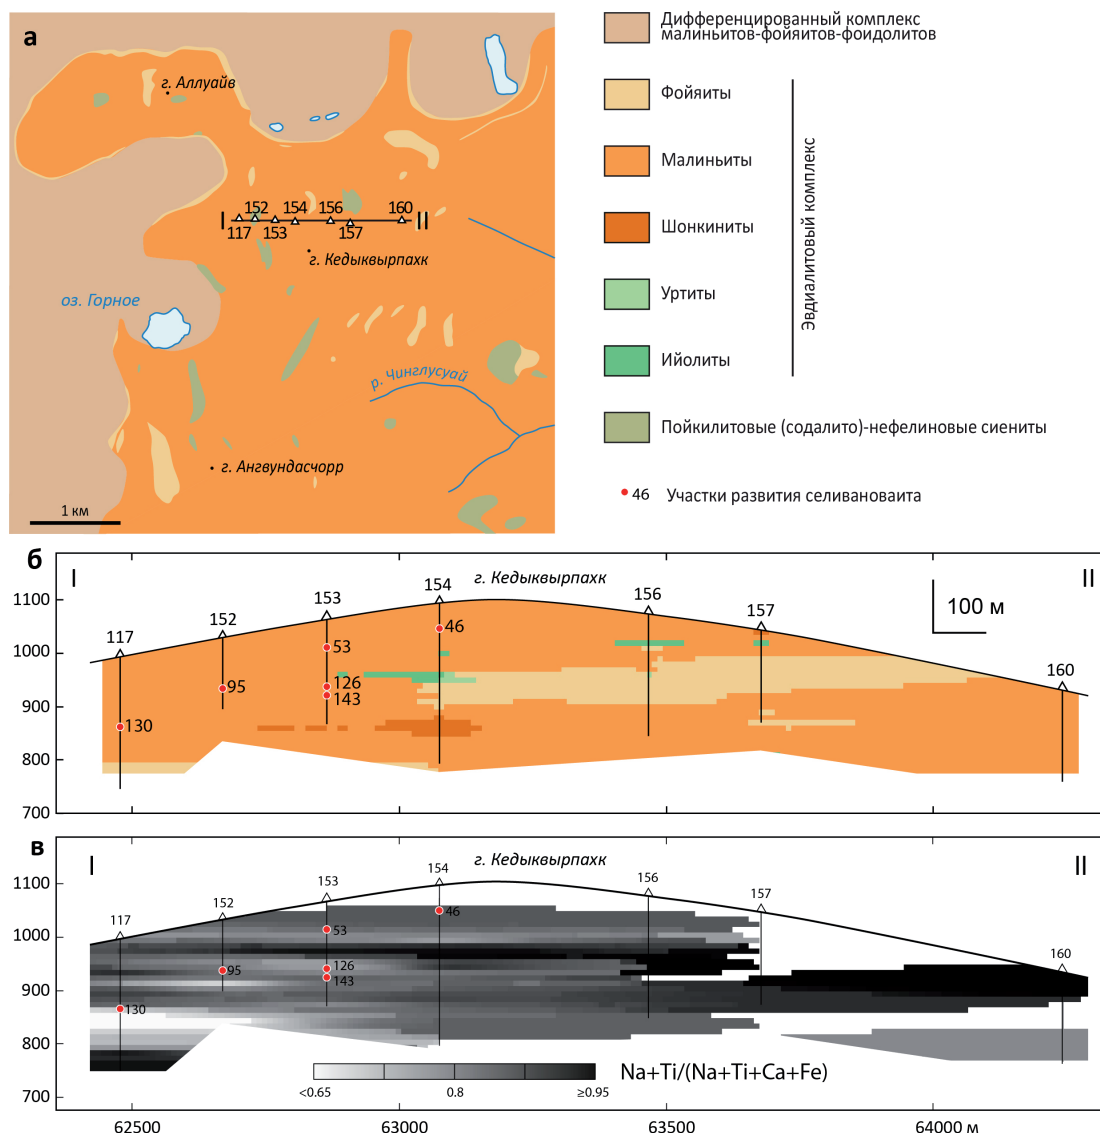 а
г. Аллуайв
I
152
154
156
160
II
117
153
157
г. Кедыквырпахк
оз. Горное
р. Чинглусуай
г. Ангвундасчорр
1 км
Дифференцированный комплекс
малиньитов-фойяитов-фоидолитов
Фойяиты
Малиньиты
Шонкиниты
Уртиты
Ийолиты
Эвдиалитовый комплекс
Пойкилитовые (содалито)-нефелиновые сиениты
46 Участки развития селивановаита
б
I
г. Кедыквырпахк
II
100 м
117
152
153
154
156
157
160
46
53
126
143
95
130
1100
1000
900
800
700
в
I
г. Кедыквырпахк
II
117
152
153
154
156
157
160
46
53
126
143
95
130
1100
1000
900
800
700
Na+Ti/(Na+Ti+Ca+Fe)
<0.65
0.8
≥0.95
62500
63000
63500
64000 м